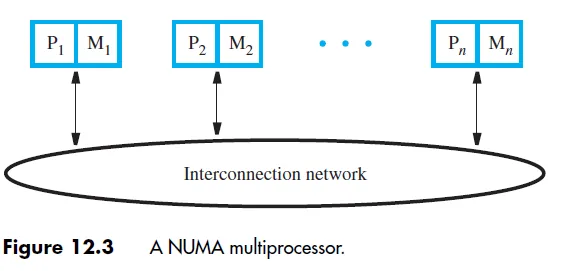 P1 M1 P2 M2 • • • Pn Mn
Interconnection network
Figure 12.3 A NUMA multiprocessor.